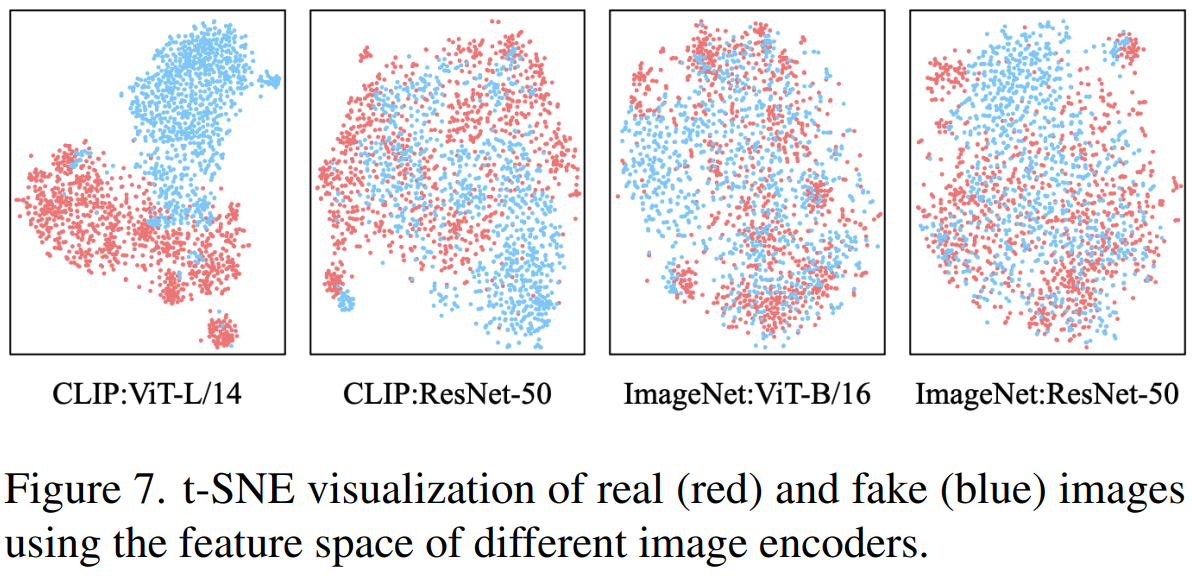 CLIP:ViT-L/14 CLIP:ResNet-50 ImageNet:ViT-B/16 ImageNet:ResNet-50
Figure 7. t-SNE visualization of real (red) and fake (blue) images
using the feature space of different image encoders.